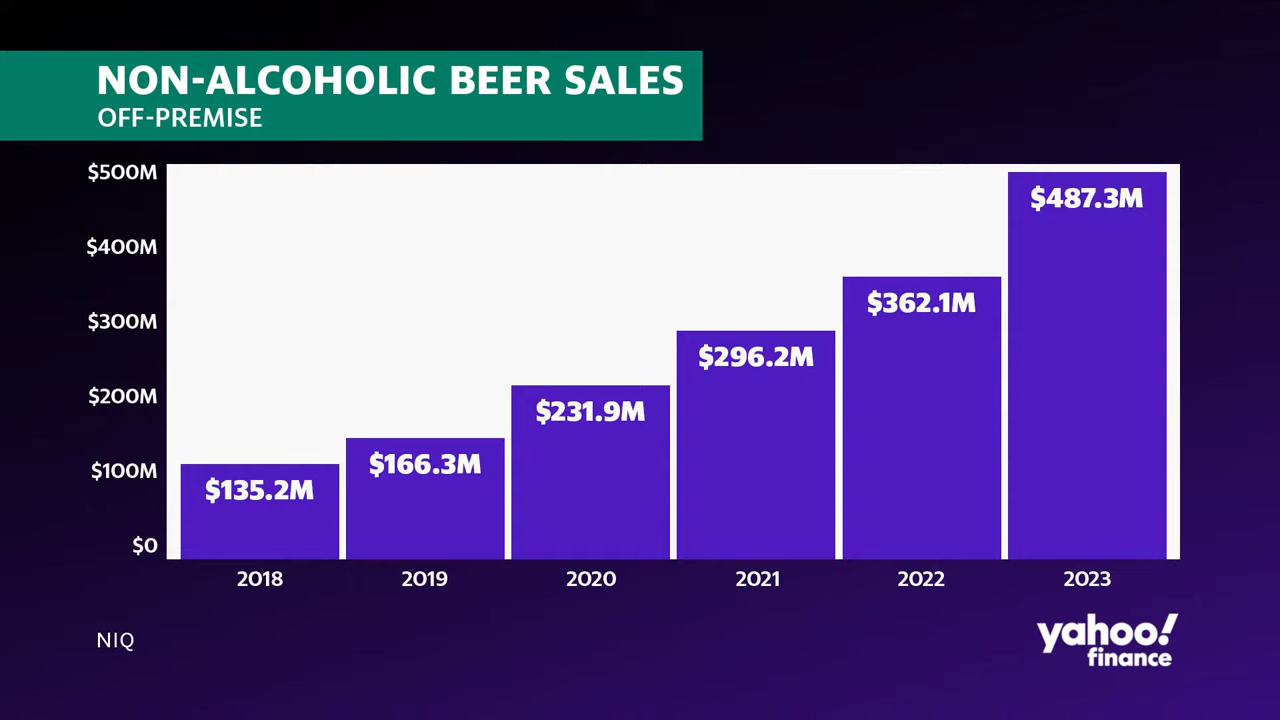 NON-ALCOHOLIC BEER SALES
OFF-PREMISE
$500M
$400M
$300M
$200M
$100M
$0
$135.2M
$166.3M
$231.9M
$296.2M
$362.1M
$487.3M
2018
2019
2020
2021
2022
2023
NIQ
yahoo!
finance